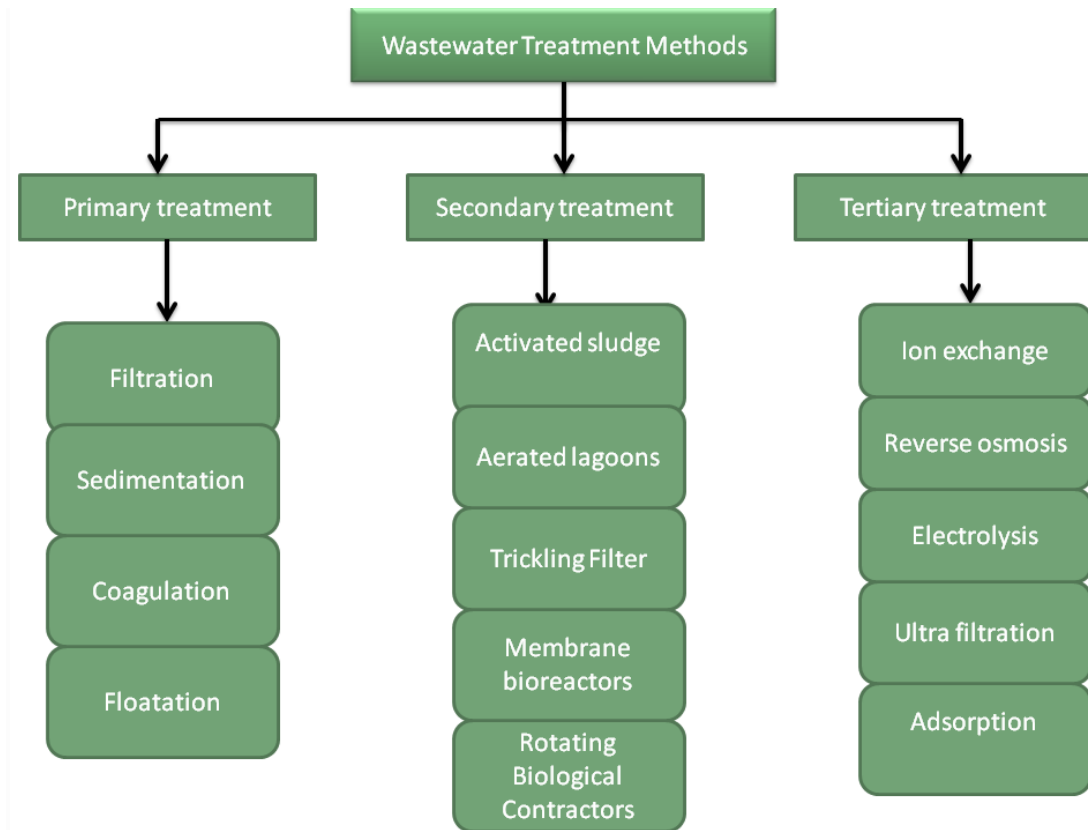 Wastewater Treatment Methods
Primary treatment
Secondary treatment
Tertiary treatment
Filtration
Sedimentation
Coagulation
Floatation
Activated sludge
Aerated lagoons
Trickling Filter
Membrane
bioreactors
Rotating
Biological
Contractors
Ion exchange
Reverse osmosis
Electrolysis
Ultra filtration
Adsorption